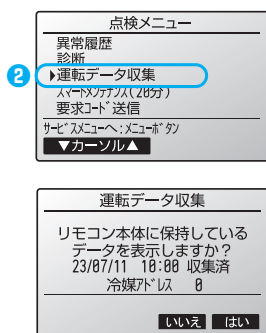 点検メニュー
異常履歴
診断
❷ ▶運転データ収集
スマートメンテナンス(20分)
要求コード送信
サービスメニューへ:メニューボタン
▼カーソル▲
運転データ収集
リモコン本体に保持している
データを表示しますか?
23/07/11 10:00 収集済
冷媒アドレス 0
いいえ はい